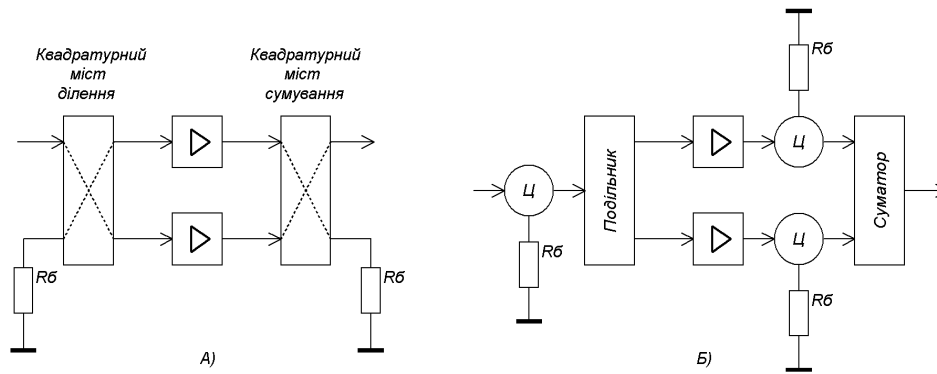 Квадратурний
міст
ділення
Квадратурний
міст
сумування
Rб
Rб
А)
Rб
Ц
Подільник
Ц
Rб
Ц
Rб
Суматор
Б)